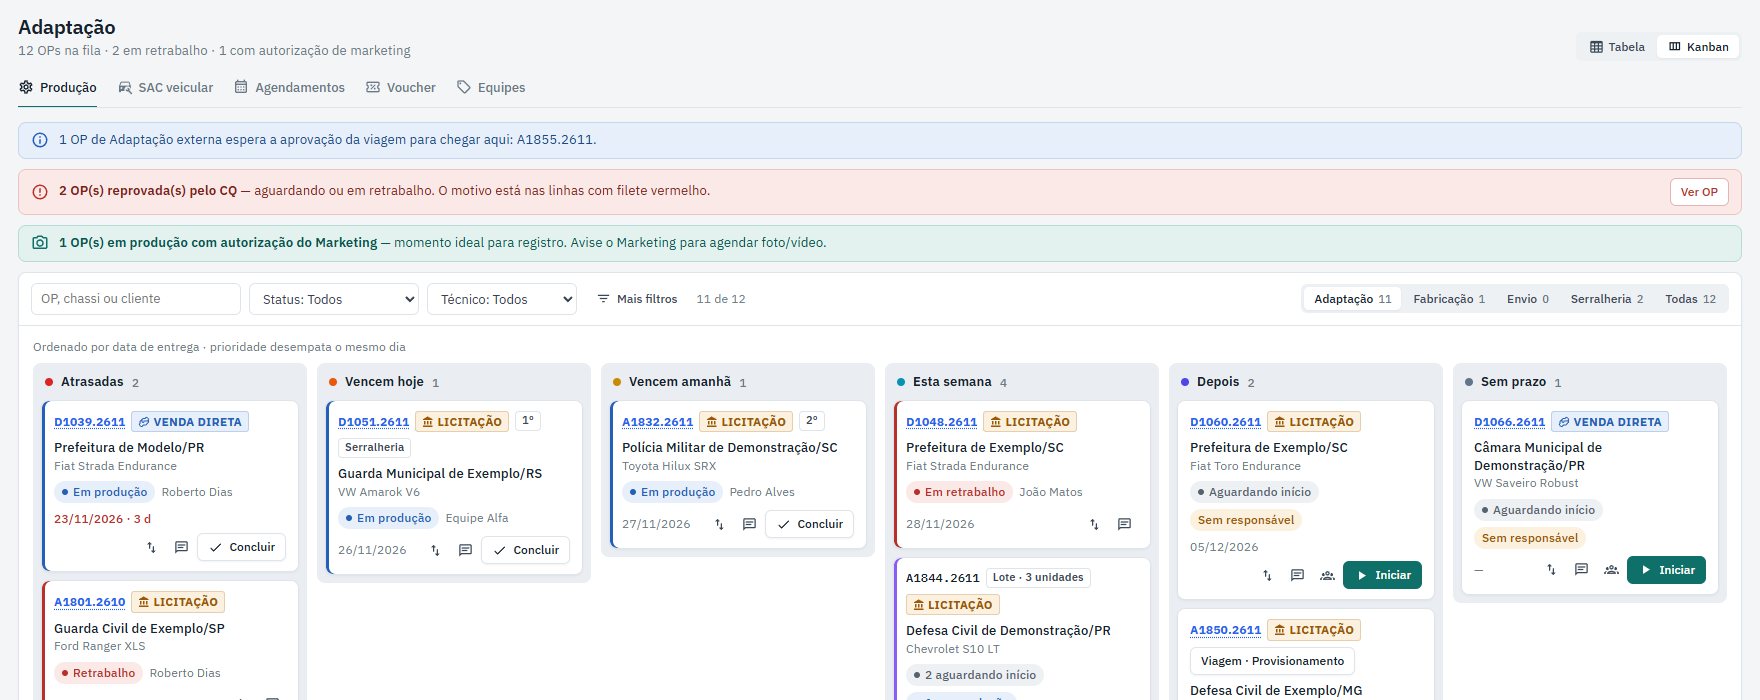 Adaptação
12 OPs na fila · 2 em retrabalho · 1 com autorização de marketing
Tabela
Kanban
Produção
SAC veicular
Agendamentos
Voucher
Equipes
1 OP de Adaptação externa espera a aprovação da viagem para chegar aqui: A1855.2611.
2 OP(s) reprovada(s) pelo CQ — aguardando ou em retrabalho. O motivo está nas linhas com filete vermelho.
Ver OP
1 OP(s) em produção com autorização do Marketing — momento ideal para registro. Avise o Marketing para agendar foto/vídeo.
OP, chassi ou cliente
Status: Todos
Técnico: Todos
Mais filtros
11 de 12
Adaptação 11
Fabricação 1
Envio 0
Serralheria 2
Todas 12
Ordenado por data de entrega · prioridade desempata o mesmo dia
Atrasadas 2
D1039.2611 VENDA DIRETA
Prefeitura de Modelo/PR
Fiat Strada Endurance
Em produção Roberto Dias
23/11/2026 · 3 d
Concluir
A1801.2610 LICITAÇÃO
Guarda Civil de Exemplo/SP
Ford Ranger XLS
Retrabalho Roberto Dias
Vencem hoje 1
D1051.2611 LICITAÇÃO 1º
Serralheria
Guarda Municipal de Exemplo/RS
VW Amarok V6
Em produção Equipe Alfa
26/11/2026 Concluir
Vencem amanhã 1
A1832.2611 LICITAÇÃO 2º
Polícia Militar de Demonstração/SC
Toyota Hilux SRX
Em produção Pedro Alves
27/11/2026 Concluir
Esta semana 4
D1048.2611 LICITAÇÃO
Prefeitura de Exemplo/SC
Fiat Strada Endurance
Em retrabalho João Matos
28/11/2026
A1844.2611 Lote · 3 unidades
LICITAÇÃO
Defesa Civil de Demonstração/PR
Chevrolet S10 LT
2 aguardando início
Depois 2
D1060.2611 LICITAÇÃO
Prefeitura de Exemplo/SC
Fiat Toro Endurance
Aguardando início
Sem responsável
05/12/2026
Iniciar
A1850.2611 LICITAÇÃO
Viagem · Provisionamento
Defesa Civil de Exemplo/MG
Sem prazo 1
D1066.2611 VENDA DIRETA
Câmara Municipal de
Demonstração/PR
VW Saveiro Robust
Aguardando início
Sem responsável
— Iniciar